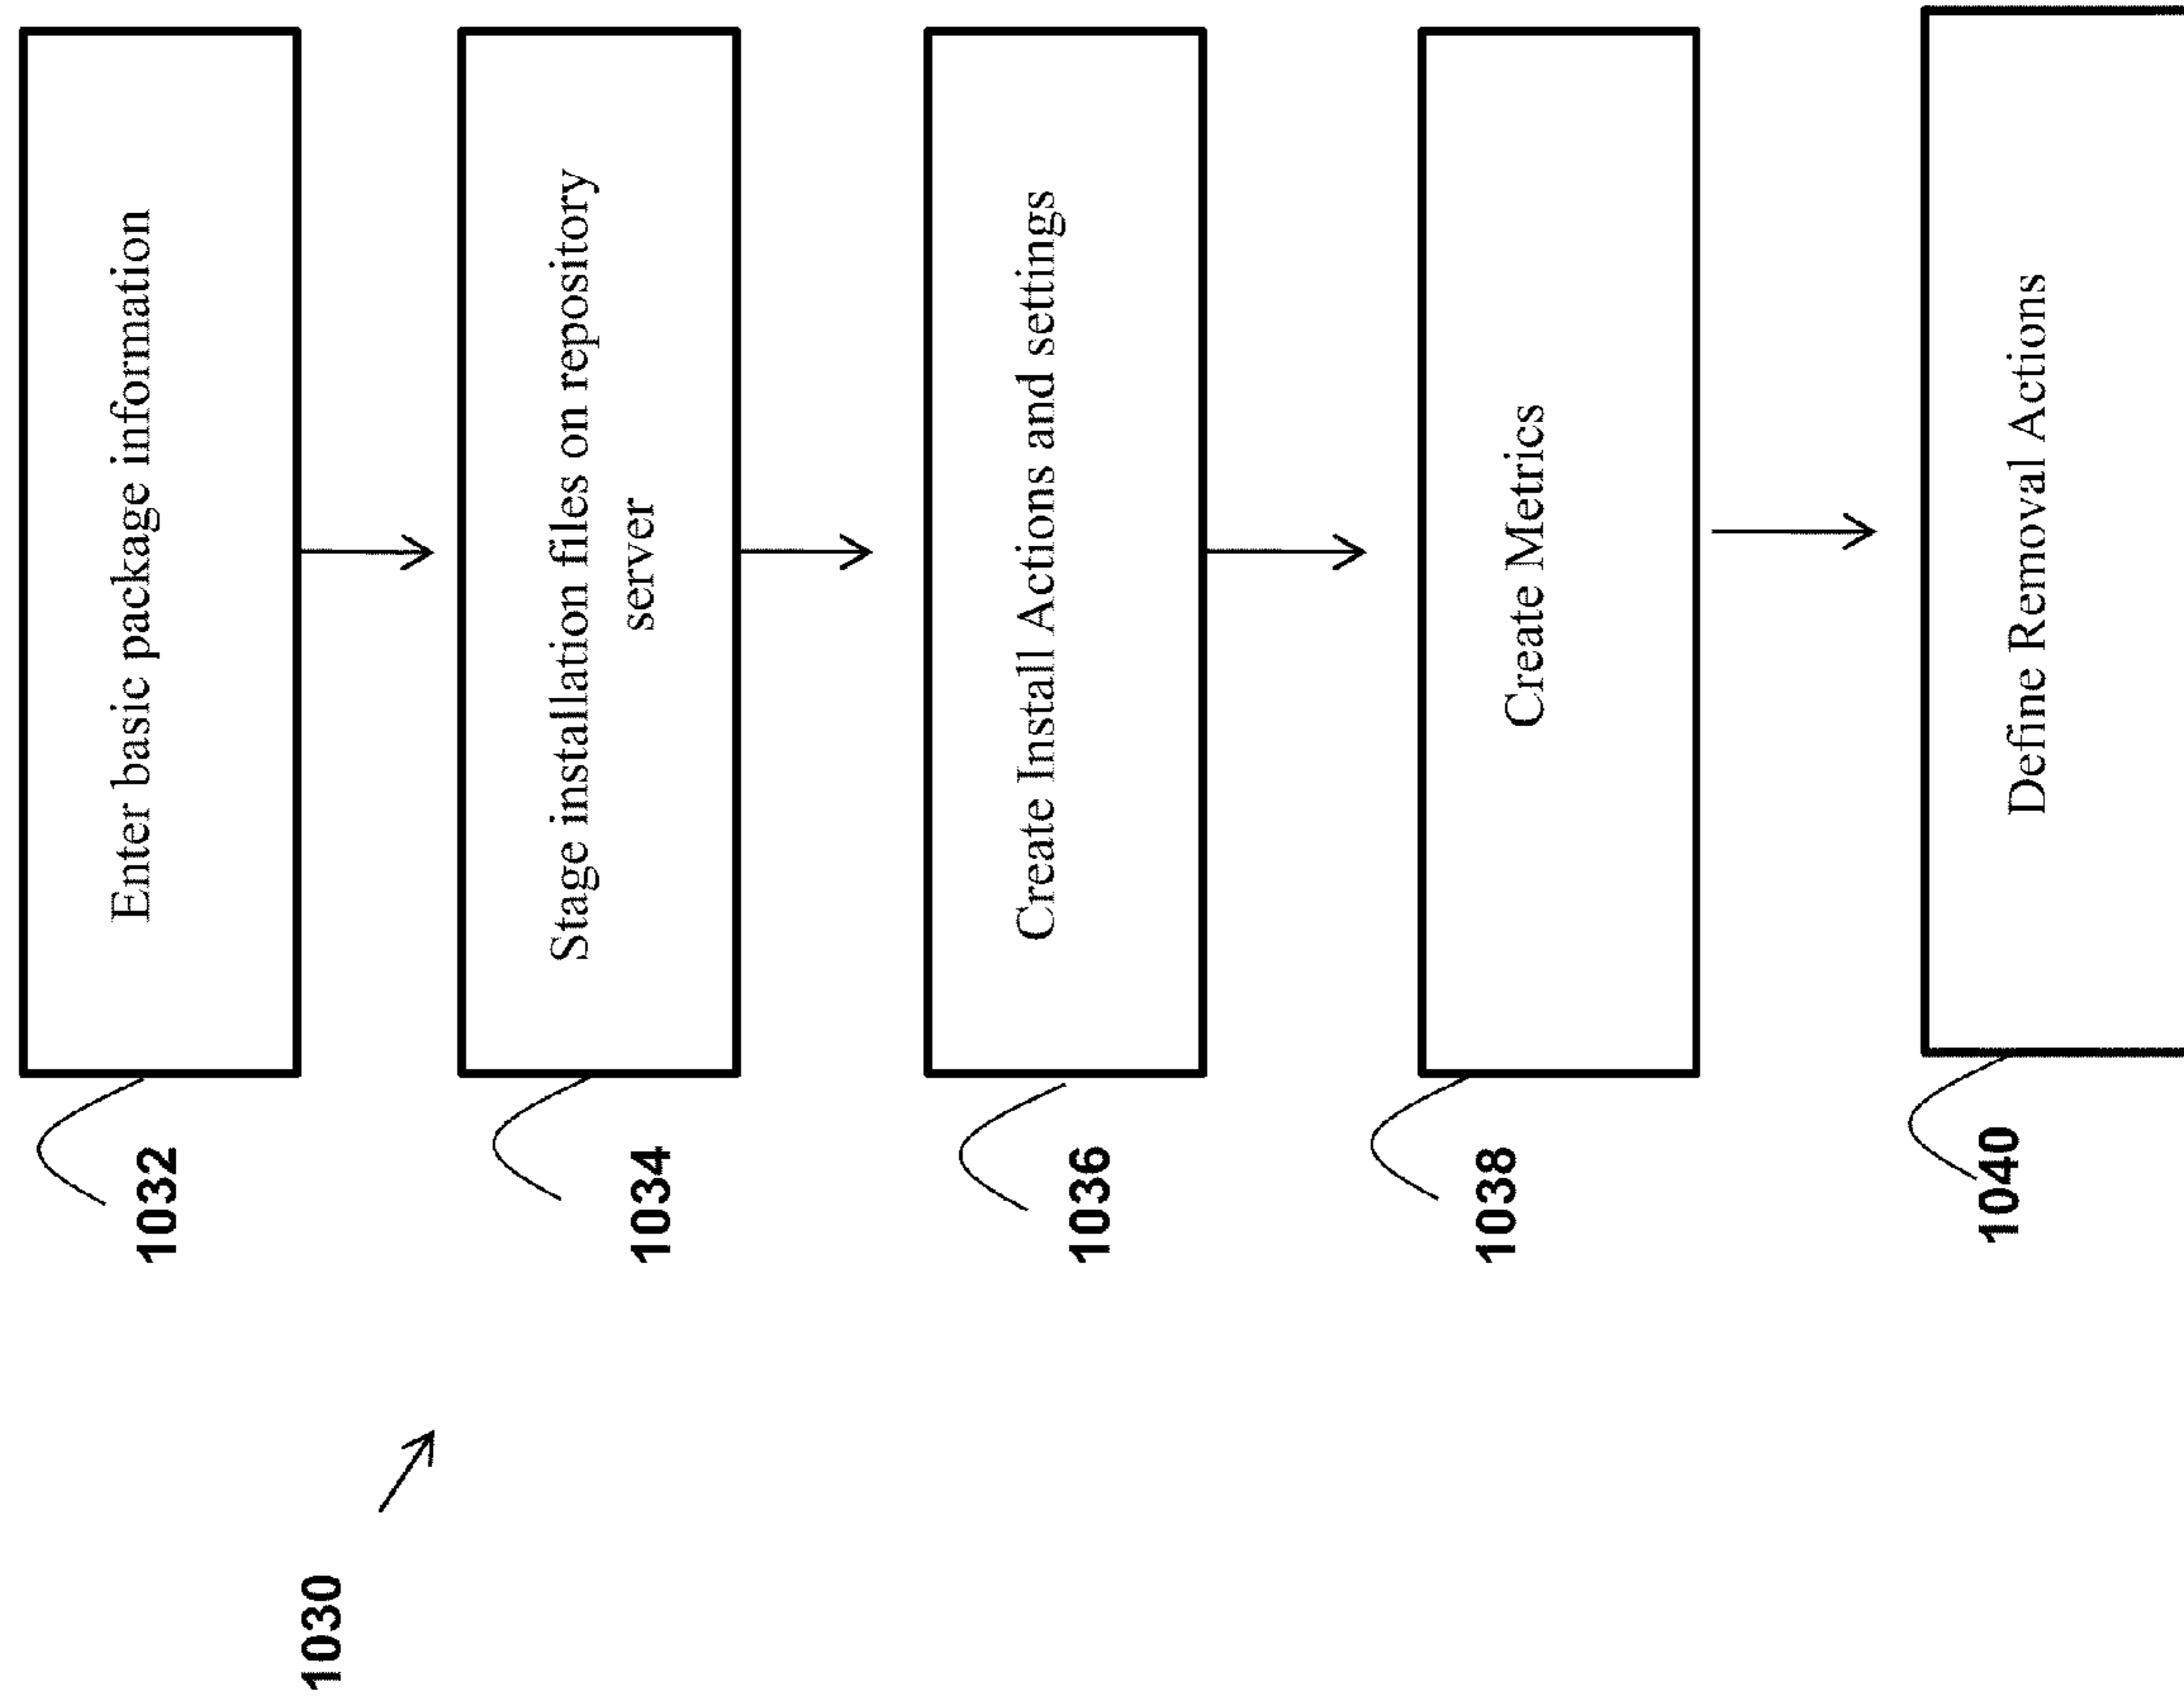 1030
1032
Enter basic package information
1034
Stage installation files on repository
server
1036
Create Install Actions and settings
1038
Create Metrics
1040
Define Removal Actions